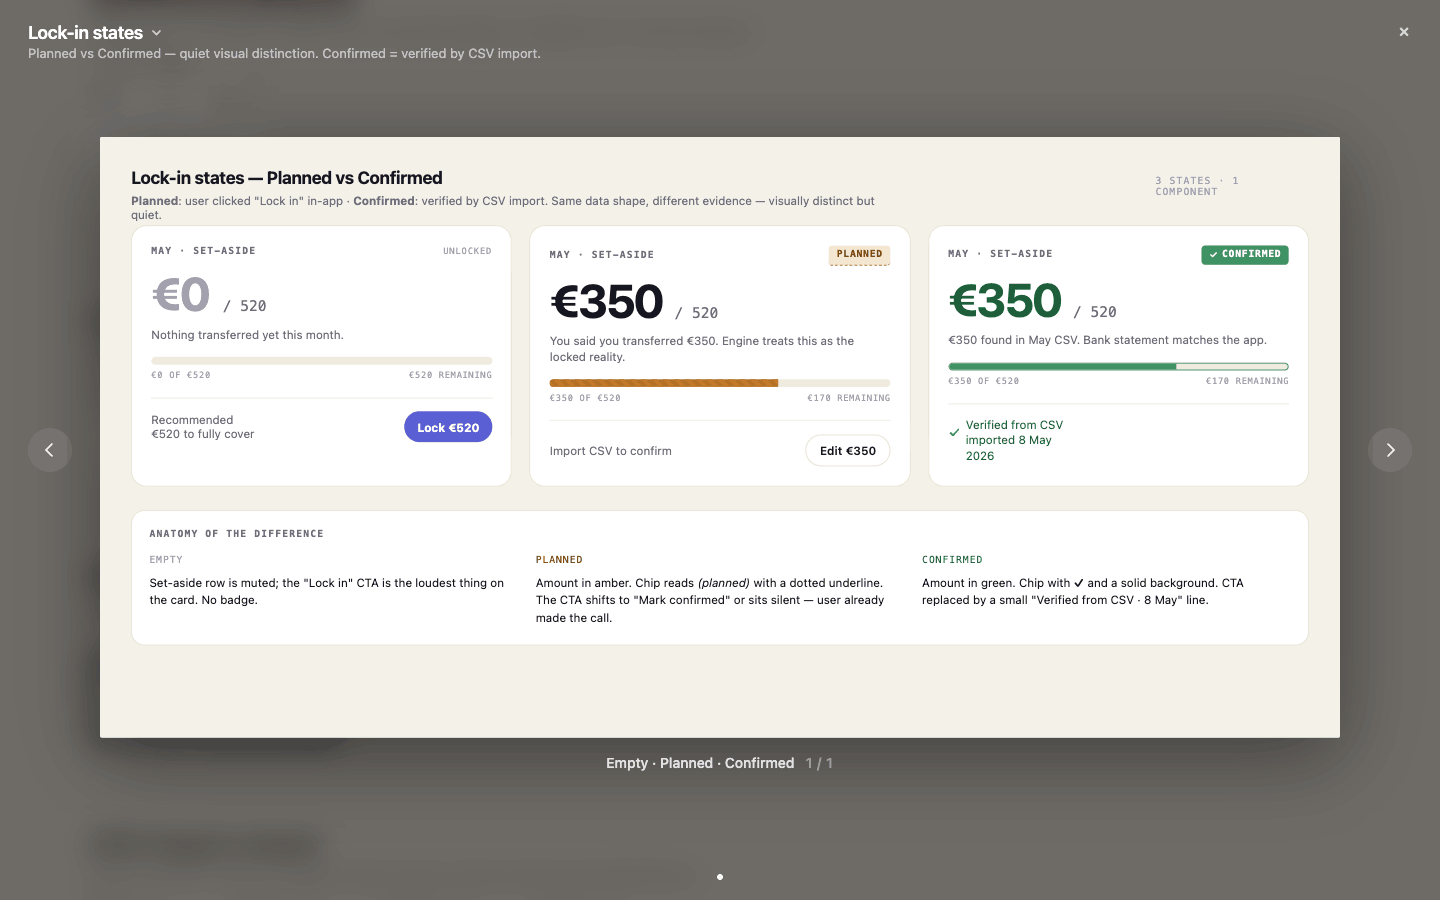 Lock-in states
Planned vs Confirmed — quiet visual distinction. Confirmed = verified by CSV import.
Lock-in states — Planned vs Confirmed
Planned: user clicked "Lock in" in-app · Confirmed: verified by CSV import. Same data shape, different evidence — visually distinct but
quiet.
3 STATES · 1
COMPONENT
MAY · SET-ASIDE
UNLOCKED
€0 / 520
Nothing transferred yet this month.
€0 OF €520
€520 REMAINING
Recommended
€520 to fully cover
Lock €520
MAY · SET-ASIDE
PLANNED
€350 / 520
You said you transferred €350. Engine treats this as the
locked reality.
€350 OF €520
€170 REMAINING
Import CSV to confirm
Edit €350
MAY · SET-ASIDE
✓ CONFIRMED
€350 / 520
€350 found in May CSV. Bank statement matches the app.
€350 OF €520
€170 REMAINING
✓ Verified from CSV
imported 8 May
2026
ANATOMY OF THE DIFFERENCE
EMPTY
Set-aside row is muted; the "Lock in" CTA is the loudest thing on
the card. No badge.
PLANNED
Amount in amber. Chip reads (planned) with a dotted underline.
The CTA shifts to "Mark confirmed" or sits silent — user already
made the call.
CONFIRMED
Amount in green. Chip with ✓ and a solid background. CTA
replaced by a small "Verified from CSV · 8 May" line.
Empty · Planned · Confirmed 1 / 1